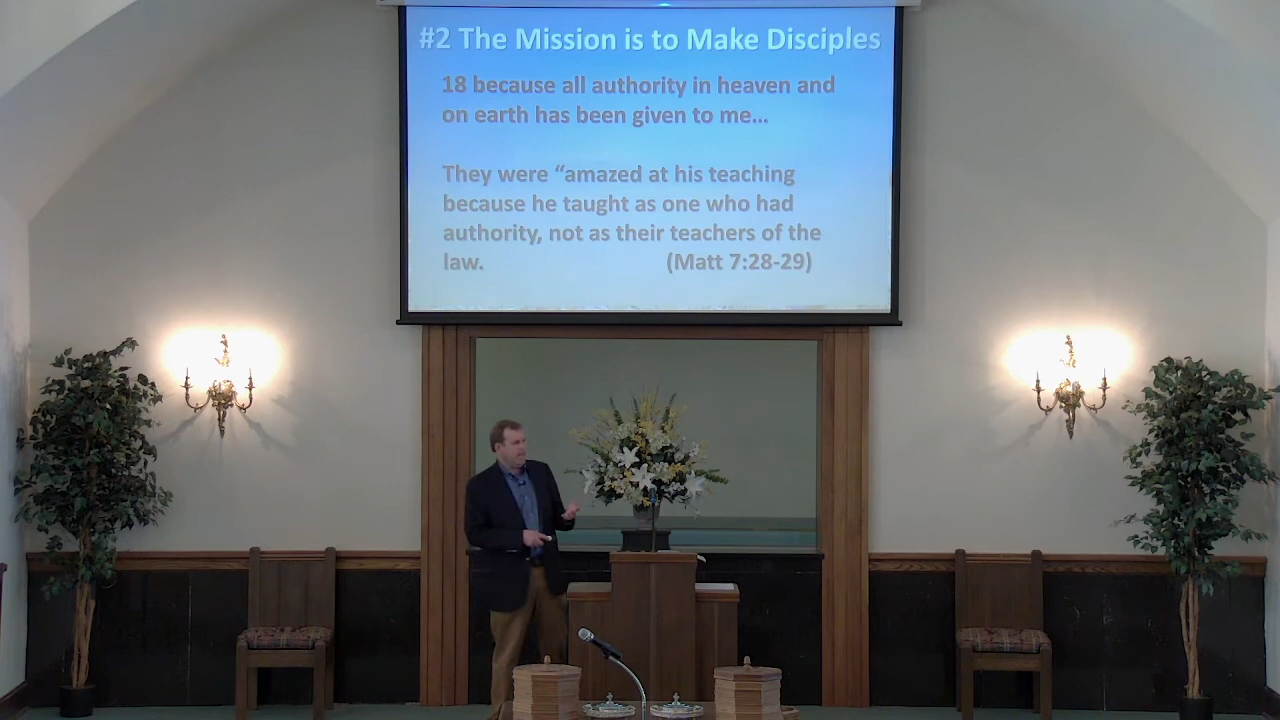 #2 The Mission is to Make Disciples
18 because all authority in heaven and
on earth has been given to me…
They were “amazed at his teaching
because he taught as one who had
authority, not as their teachers of the
law. (Matt 7:28-29)